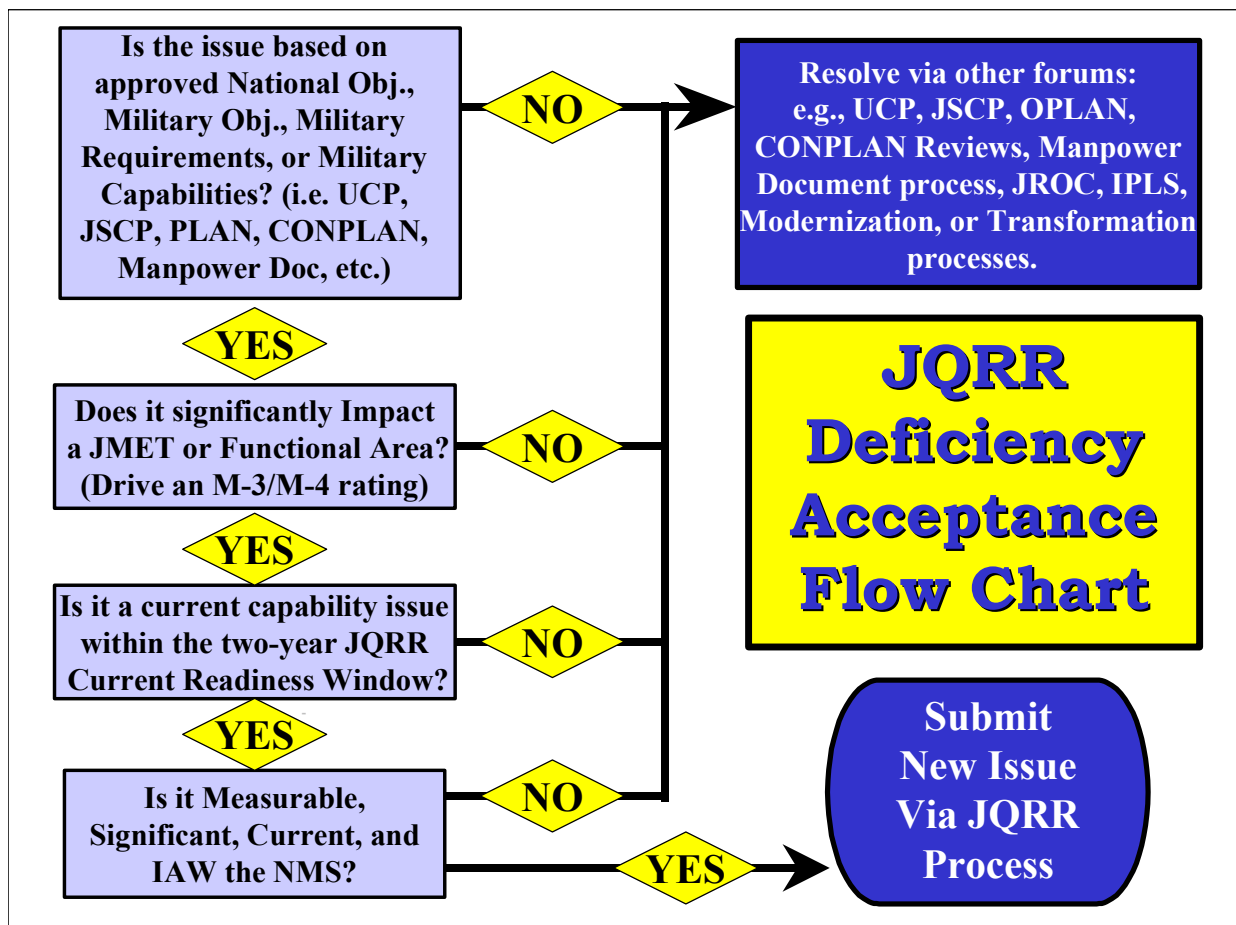 Is the issue based on
approved National Obj.,
Military Obj., Military
Requirements, or Military
Capabilities? (i.e. UCP,
JSCP, PLAN, CONPLAN,
Manpower Doc, etc.)
NO
Resolve via other forums:
e.g., UCP, JSCP, OPLAN,
CONPLAN Reviews, Manpower
Document process, JROC, IPLS,
Modernization, or Transformation
processes.
YES
JQRR
Deficiency
Acceptance
Flow Chart
Does it significantly Impact
a JMET or Functional Area?
(Drive an M-3/M-4 rating)
NO
YES
Is it a current capability issue
within the two-year JQRR
Current Readiness Window?
NO
YES
Is it Measurable,
Significant, Current, and
IAW the NMS?
NO
YES
Submit
New Issue
Via JQRR
Process